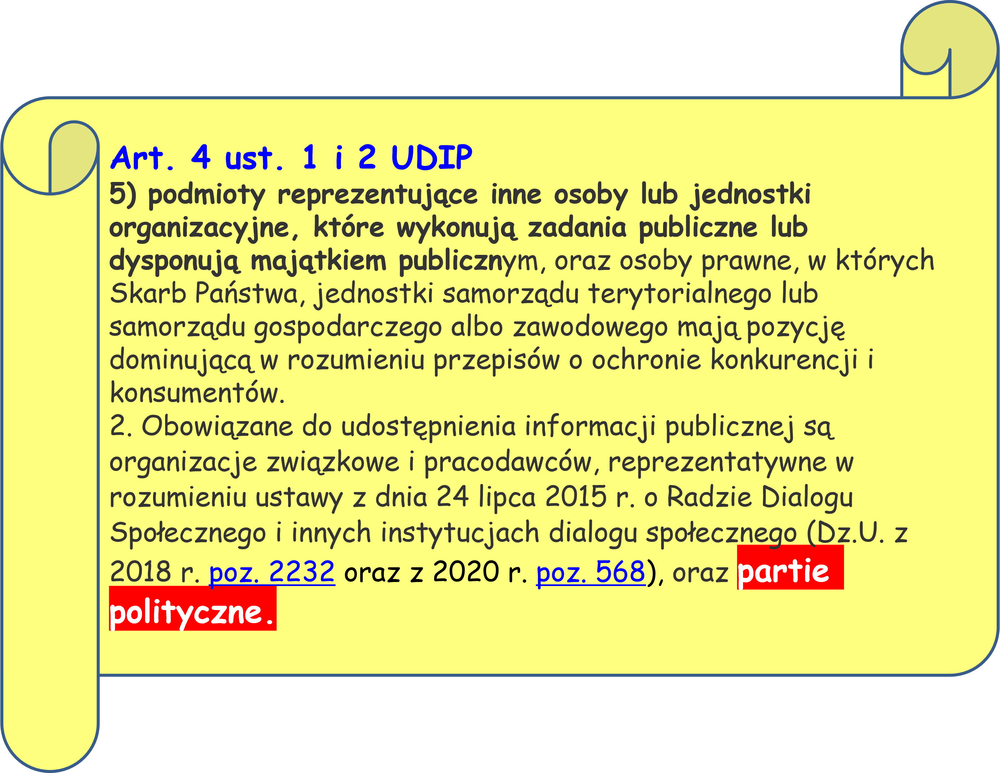 Art. 4 ust. 1 i 2 UDIP
5) podmioty reprezentujące inne osoby lub jednostki
organizacyjne, które wykonują zadania publiczne lub
dysponują majątkiem publicznym, oraz osoby prawne, w których
Skarb Państwa, jednostki samorządu terytorialnego lub
samorządu gospodarczego albo zawodowego mają pozycję
dominującą w rozumieniu przepisów o ochronie konkurencji i
konsumentów.
2. Obowiązane do udostępnienia informacji publicznej są
organizacje związkowe i pracodawców, reprezentatywne w
rozumieniu ustawy z dnia 24 lipca 2015 r. o Radzie Dialogu
Społecznego i innych instytucjach dialogu społecznego (Dz.U. z
2018 r. poz. 2232 oraz z 2020 r. poz. 568), oraz partie
polityczne.